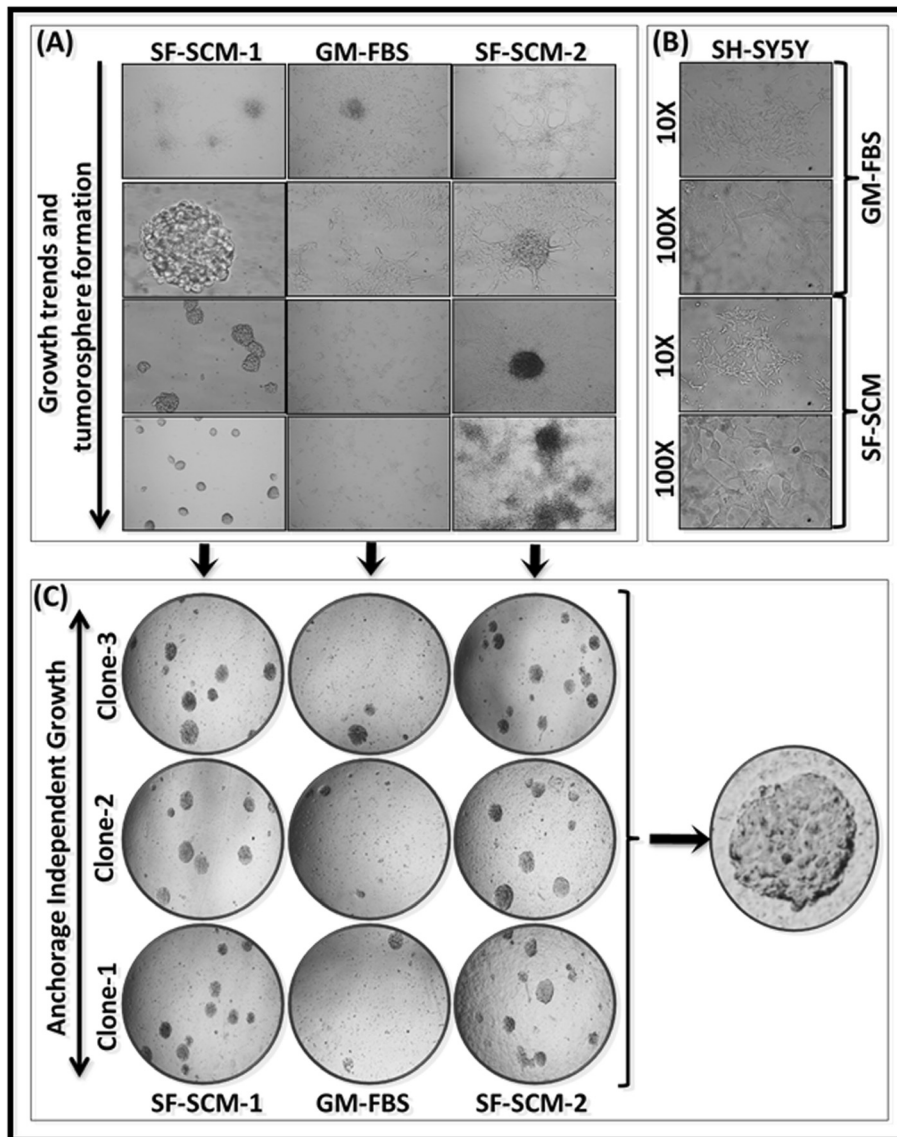 (A)
SF-SCM-1 GM-FBS SF-SCM-2
Growth trends and
tumorosphere formation
(B)
SH-SY5Y
10X
100X
GM-FBS
10X
100X
SF-SCM
(C)
Anchorage Independent Growth
Clone-3
Clone-2
Clone-1
SF-SCM-1 GM-FBS SF-SCM-2